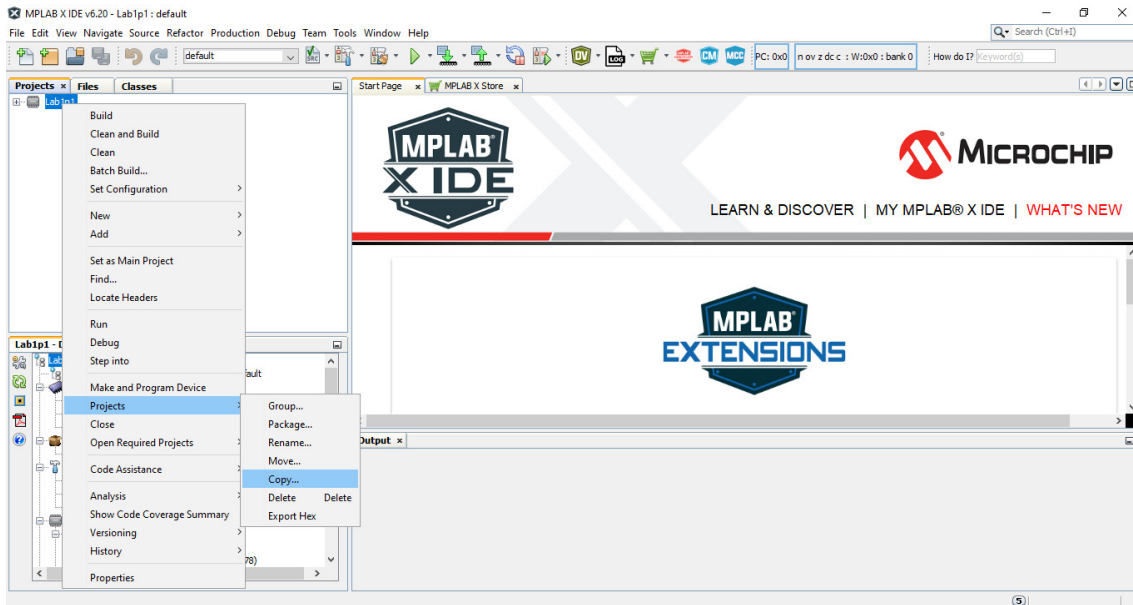 MPLAB X IDE v6.20 - Lab1p1 : default
File Edit View Navigate Source Refactor Production Debug Team Tools Window Help
Search (Ctrl+I)
default
PC: 0x0
n ov z dc c : W:0x0 : bank 0
How do I?
Keyword(s)
Projects
Files
Classes
Start Page
MPLAB X Store
Lab1p1
Build
Clean and Build
Clean
Batch Build...
Set Configuration
New
Add
Set as Main Project
Find...
Locate Headers
Run
Debug
Step into
Make and Program Device
Projects
Close
Open Required Projects
Code Assistance
Analysis
Show Code Coverage Summary
Versioning
History
Properties
Group...
Package...
Rename...
Move...
Copy...
Delete Delete
Export Hex
MPLAB
X IDE
MICROCHIP
LEARN & DISCOVER | MY MPLAB® X IDE | WHAT'S NEW
MPLAB
EXTENSIONS
Lab1p1 -
Output
DV
LOG
CM
MCC